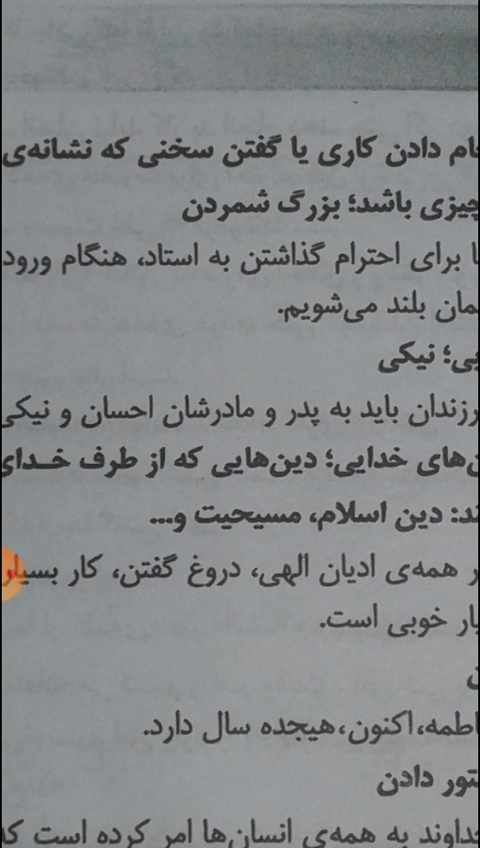 دادن کاری یا گفتن سخنی که نشانه‌ی
چیزی باشد؛ بزرگ شمردن
برای احترام گذاشتن به استاد، هنگام ورود
مان بلند می‌شویم.
نیکی
رزندان باید به پدر و مادرشان احسان و نیکی
های خدایی؛ دین‌هایی که از طرف خدای
ند: دین اسلام، مسیحیت و...
همه‌ی ادیان الهی، دروغ گفتن، کار بسیار
یار خوبی است.
ن
اطمه،اکنون،هیجده سال دارد.
تور دادن
داوند به همه‌ی انسان‌ها امر کرده است که